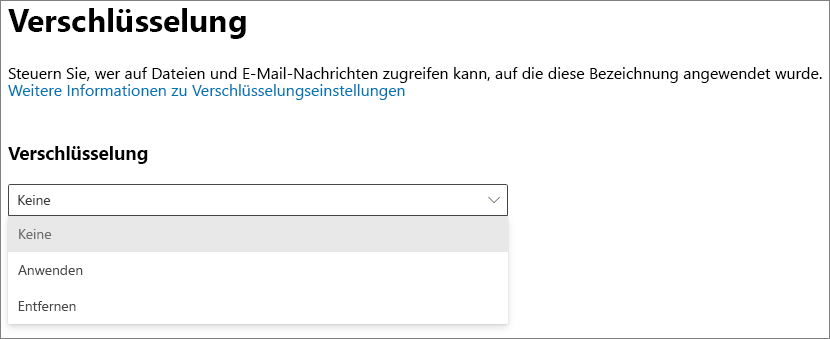 Verschlüsselung
Steuern Sie, wer auf Dateien und E-Mail-Nachrichten zugreifen kann, auf die diese Bezeichnung angewendet wurde.
Weitere Informationen zu Verschlüsselungseinstellungen
Verschlüsselung
Keine
Keine
Anwenden
Entfernen